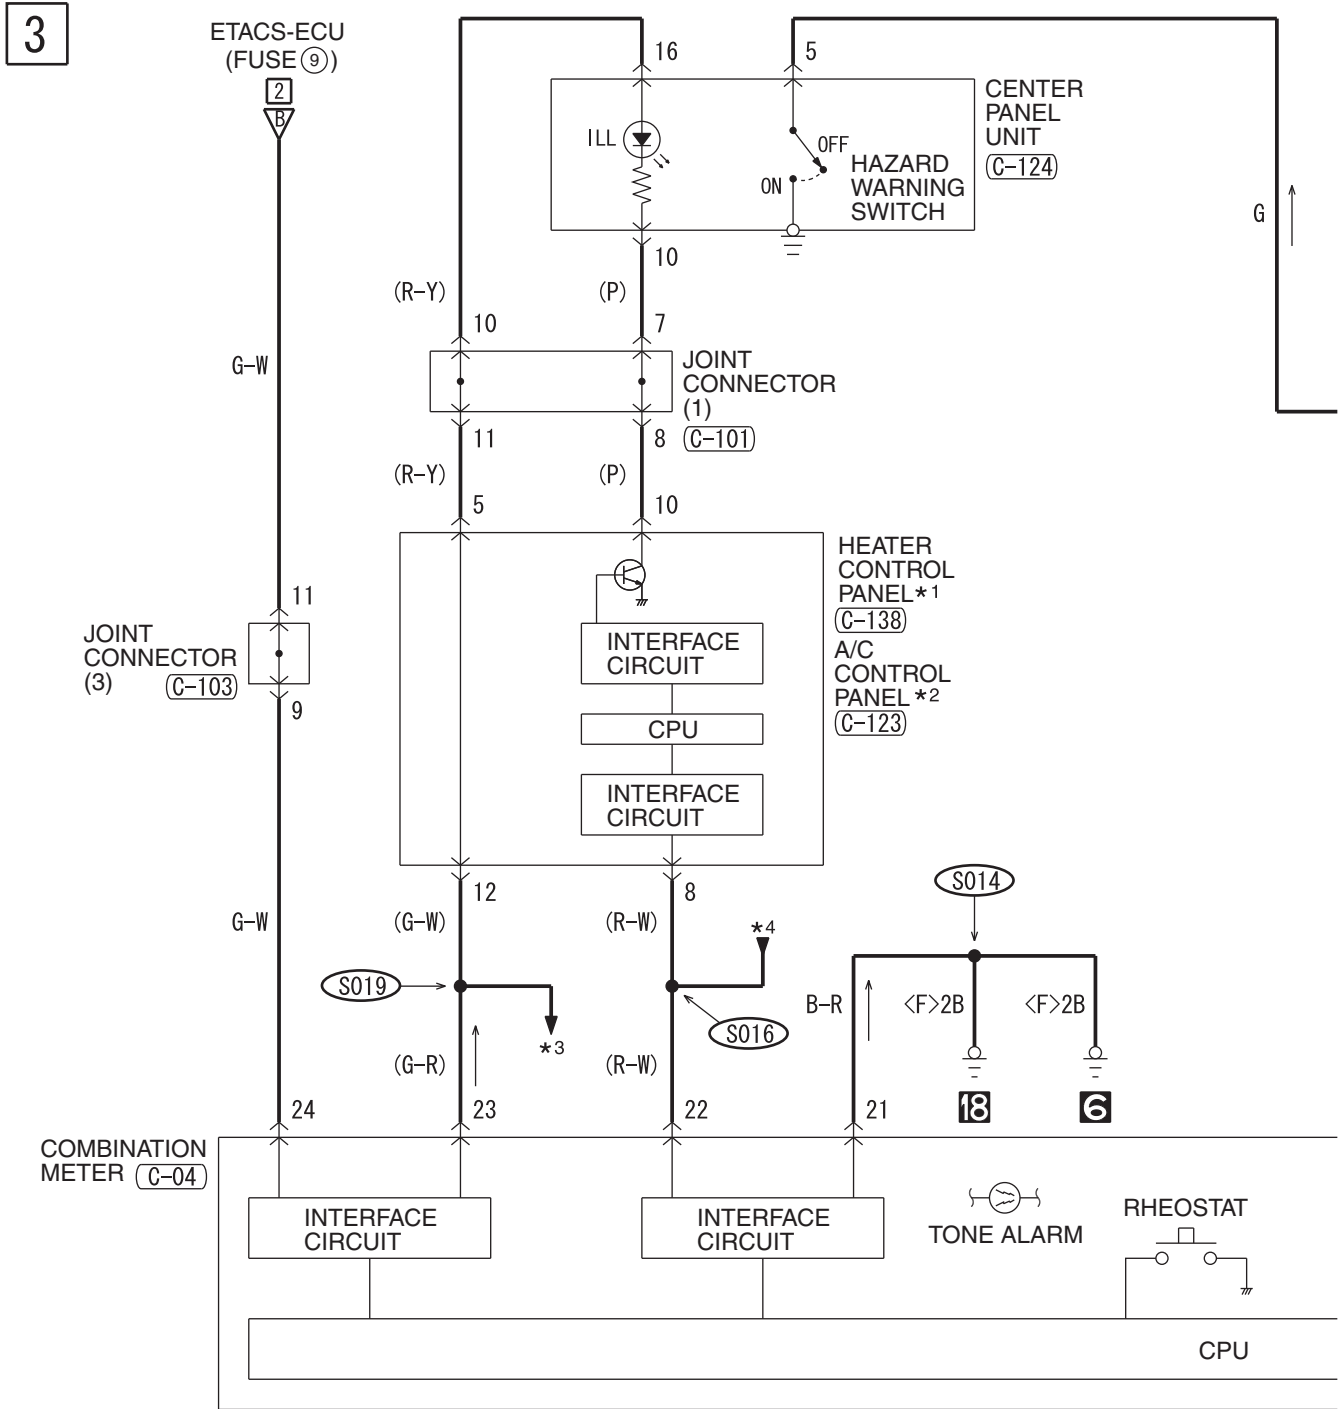 3
ETACS-ECU
(FUSE 9)
2
B
16
5
CENTER
PANEL
UNIT
C-124
ILL
OFF
ON
HAZARD
WARNING
SWITCH
G
10
(R-Y)
(P)
10
7
G-W
JOINT
CONNECTOR
(1)
C-101
11
8
(R-Y)
(P)
5
10
HEATER
CONTROL
PANEL*1
C-138
A/C
CONTROL
PANEL*2
C-123
INTERFACE
CIRCUIT
CPU
INTERFACE
CIRCUIT
11
JOINT
CONNECTOR
(3) C-103
9
12
8
S014
G-W
(G-W)
(R-W)
*4
S019
B-R
<F>2B
<F>2B
S016
*3
(G-R)
(R-W)
24
23
22
21
18
6
COMBINATION
METER C-04
INTERFACE
CIRCUIT
INTERFACE
CIRCUIT
TONE ALARM
RHEOSTAT
CPU